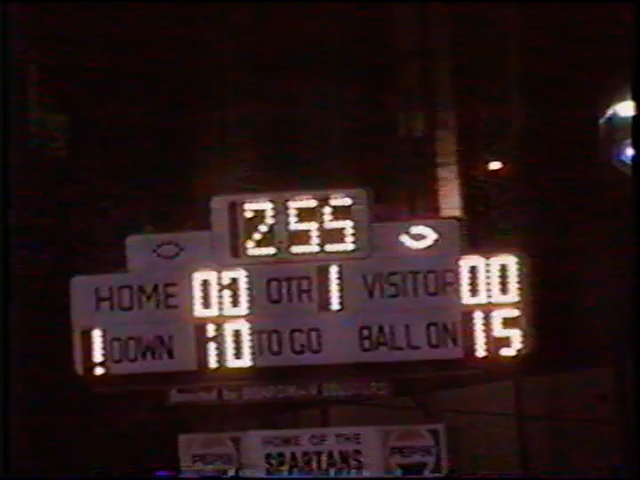 2 55
HOME 00 QTR 1 VISITOR 00
1 DOWN 10 TO GO BALL ON 15
HOME OF THE
PEPSI SPARTANS PEPSI